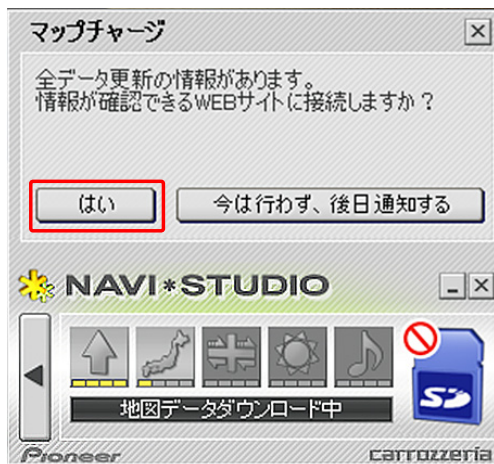 マップチャージ
全データ更新の情報があります。
情報が確認できるWEBサイトに接続しますか?
はい
今は行わず、後日通知する
NAVI*STUDIO
地図データダウンロード中
SD
Pioneer
carrozzeria